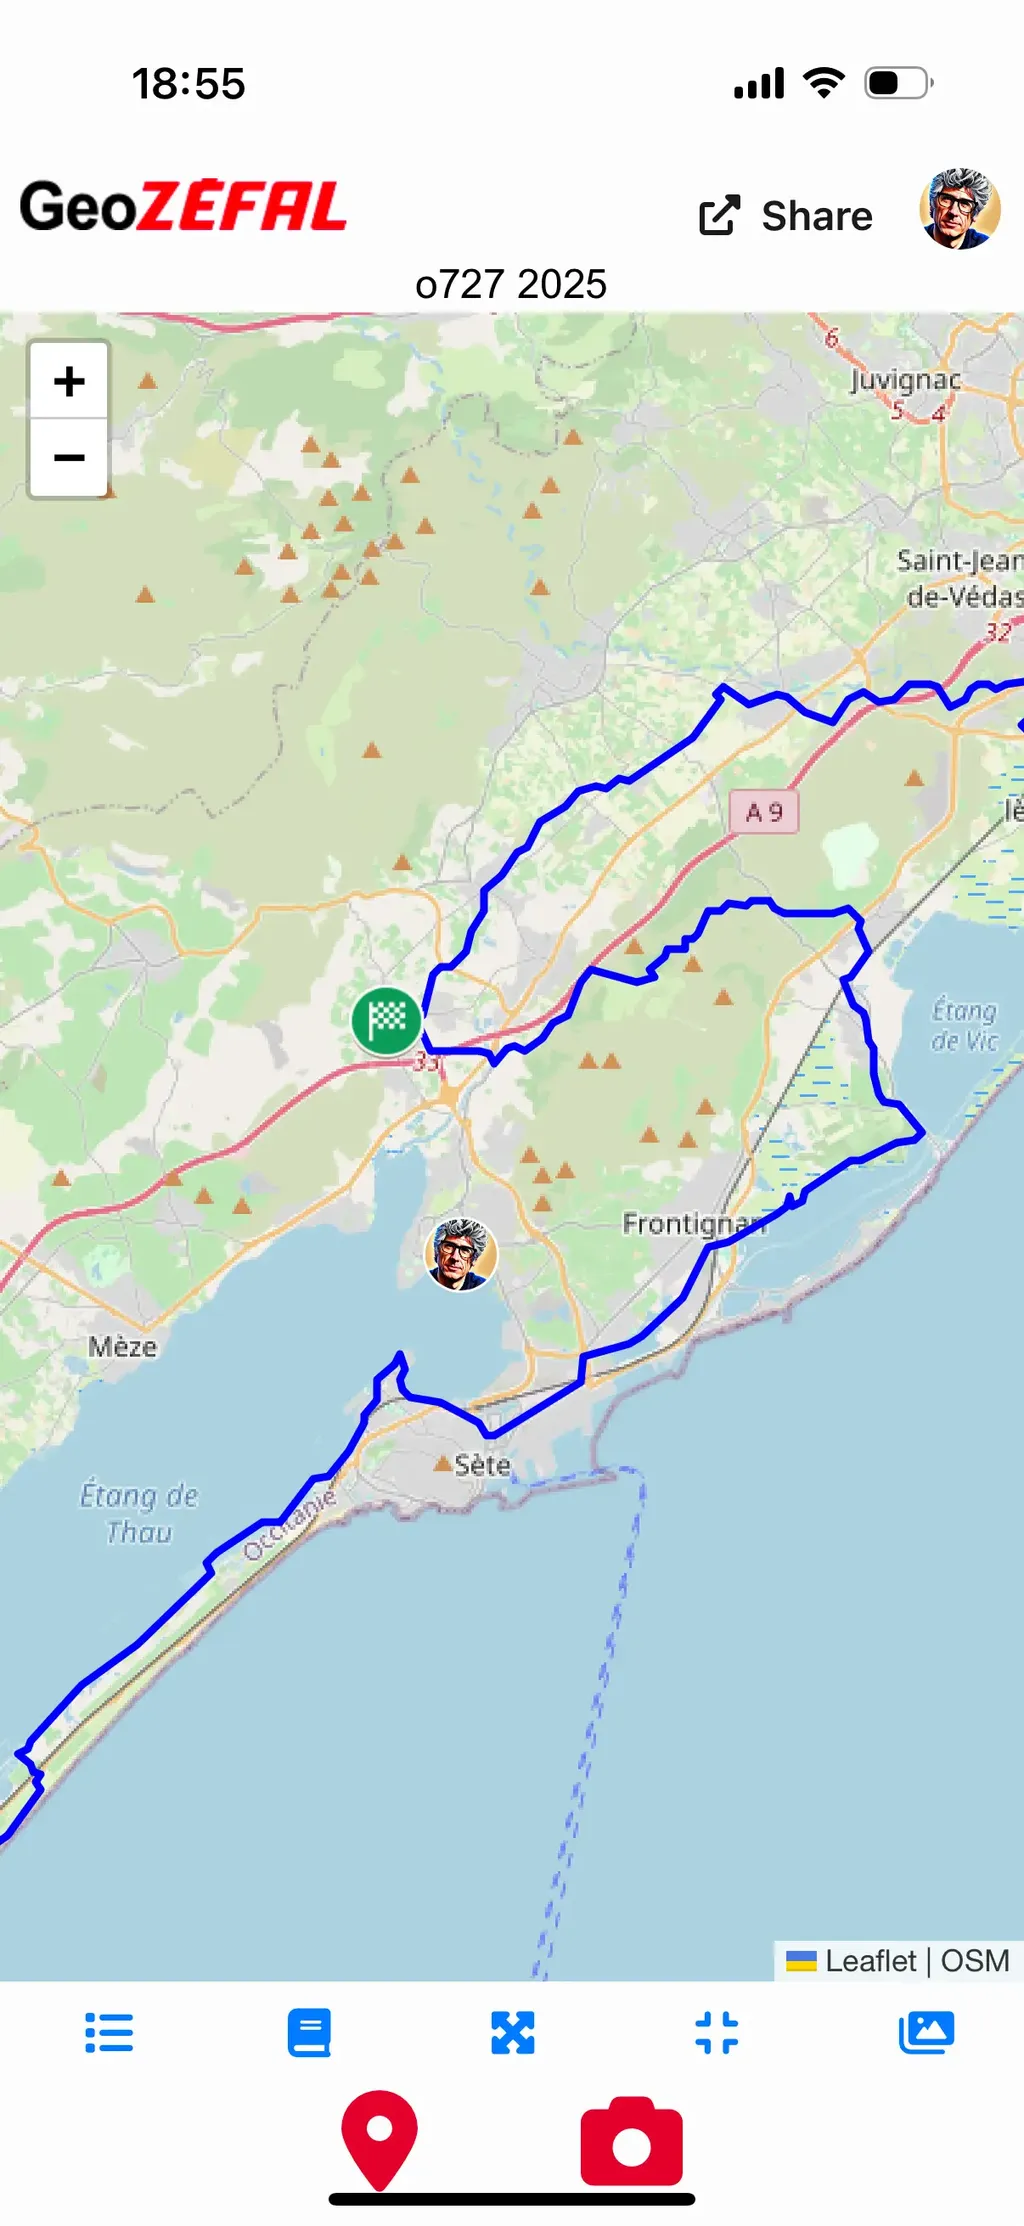 18:55
GeoZÉFAL
Share
o727 2025
+
−
6
Juvignac
5
4
Saint-Jean
de-Védas
32
A 9
Étang
de Vic
33
Frontignan
Mèze
Sète
Étang de
Thau
Occitanie
Leaflet | OSM